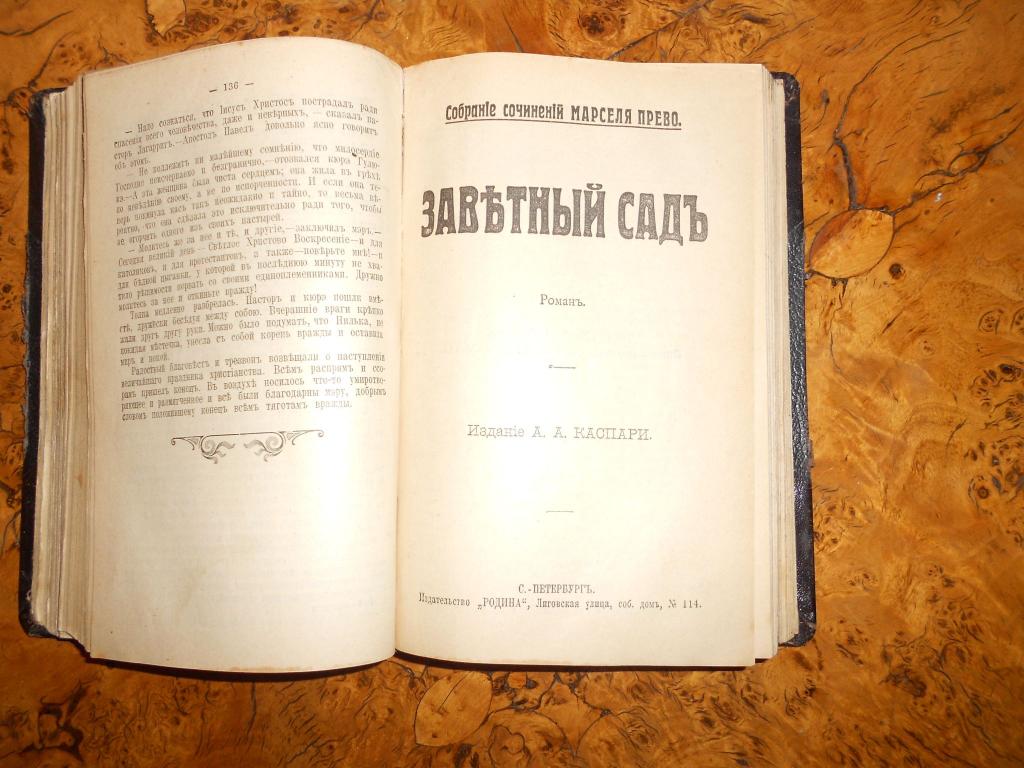 — 136 —
— Надо сознаться, что Іисусъ Христосъ пострадалъ ради
спасенія всего человѣчества, даже и невѣрныхъ, — сказалъ па-
сторъ Лагарригъ.—Апостолъ Павелъ довольно ясно говоритъ
объ этомъ.
— Не подлежитъ ни малѣйшему сомнѣнію, что милосердіе
Господне неисчерпаемо и безгранично,—отозвался кюрэ
—А эта женщина была чиста сердцемъ; она жила въ грѣхѣ
по невѣдѣнію своему, а не по испорченности. И если она те-
перь покинула насъ такъ неожиданно и тайно, то весьма вѣ-
роятно, что она сдѣлала это исключительно ради того, чтобы
не огорчить одного изъ своихъ пастырей.
— Молитесь же за нее и тѣ, и другіе,—заключилъ мэръ.—
Сегодня великій день — Свѣтлое Христово Воскресеніе—и для
католиковъ, и для протестантовъ, а также—повѣрьте мнѣ!—и
для бѣдной цыганки, у которой въ послѣднюю минуту не хва-
тило рѣшимости порвать со своими единоплеменниками. Дружно
молитесь за нее и откиньте вражду!
Толпа медленно разбрелась. Пасторъ и кюрэ пошли вмѣ-
стѣ, дружески бесѣдуя между собою. Вчерашніе враги крѣпко
жали другъ другу руки. Можно было подумать, что Нилька, по-
кидая мѣстечко, унесла съ собой корень вражды и оставила
миръ и покой.
Радостный благовѣстъ и трезвонъ возвѣщали о наступленіи
величайшаго праздника христіанства. Всѣмъ распрямъ и ссо-
рамъ пришелъ конецъ. Въ воздухѣ носилось что-то умиротво-
ряющее и размягченное и всѣ были благодарны мэру, добрымъ
словомъ положившему конецъ всѣмъ тяготамъ вражды.
Собраніе сочиненій МАРСЕЛЯ ПРЕВО.
ЗАВѢТНЫЙ САДЪ
Романъ.
Изданіе А. А. КАСПАРИ.
С.-ПЕТЕРБУРГЪ.
Издательство „РОДИНА“, Лиговская улица, соб. домъ, № 114.